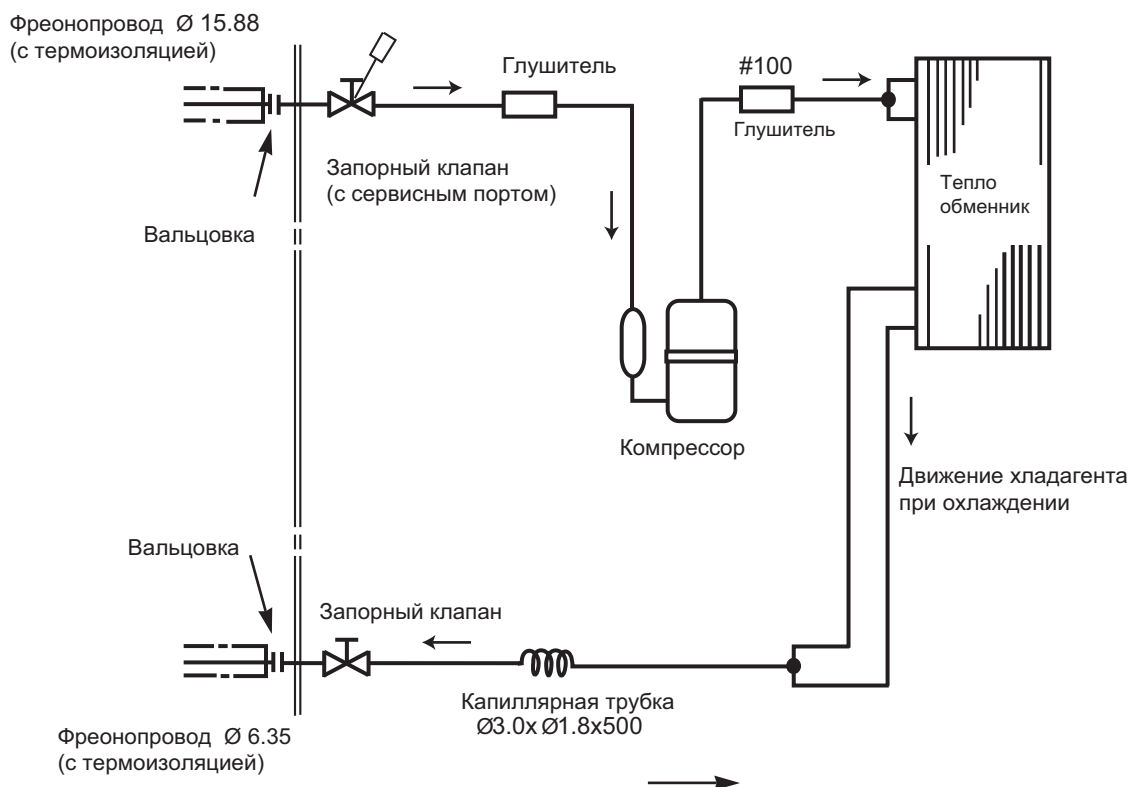 Фреонопровод Ø 15.88
(с термоизоляцией)
Глушитель
#100
Глушитель
Запорный клапан
(с сервисным портом)
Тепло
обменник
Вальцовка
Компрессор
Движение хладагента
при охлаждении
Вальцовка
Запорный клапан
Капиллярная трубка
Ø3.0x Ø1.8x500
Фреонопровод Ø 6.35
(с термоизоляцией)